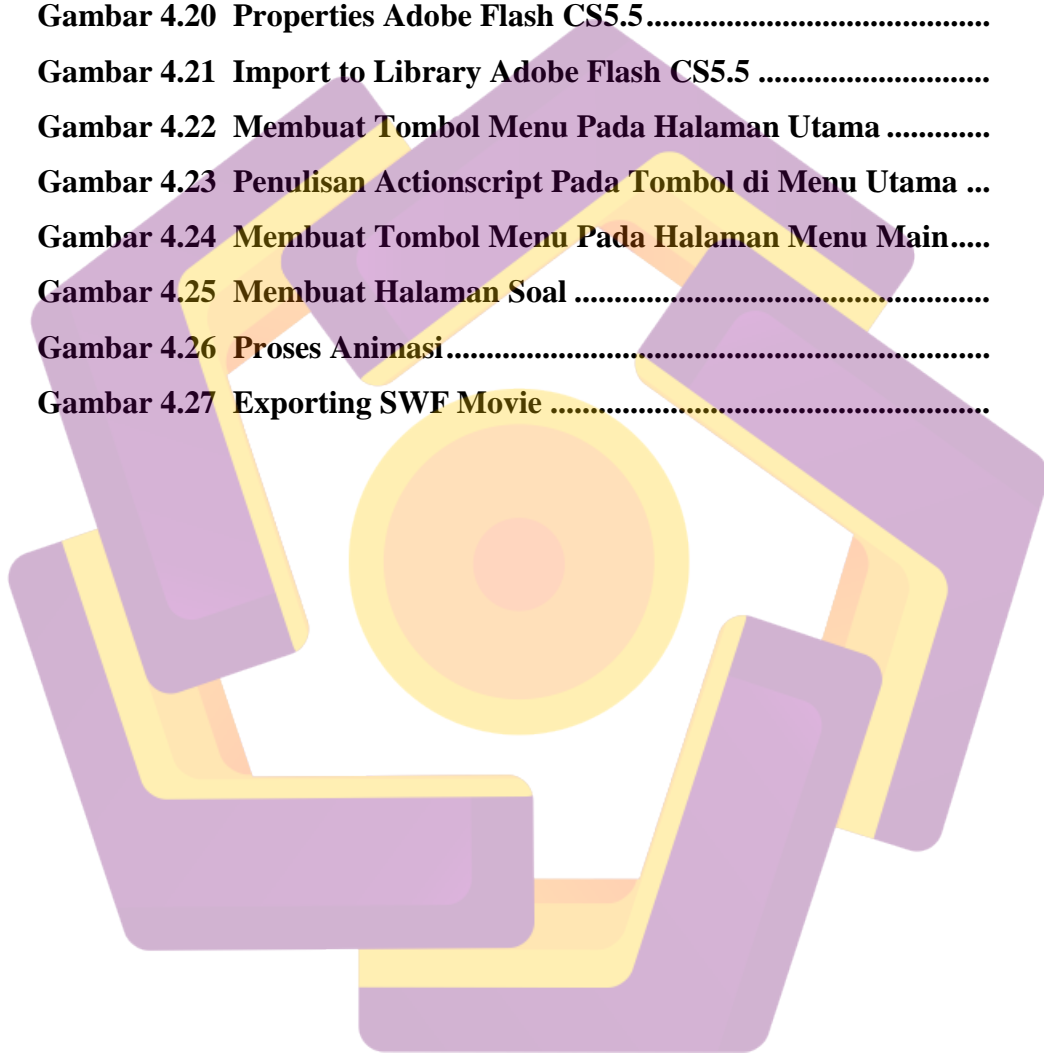 Gambar 4.20 Properties Adobe Flash CS5.5..........................................
Gambar 4.21 Import to Library Adobe Flash CS5.5 ............................
Gambar 4.22 Membuat Tombol Menu Pada Halaman Utama .............
Gambar 4.23 Penulisan Actionscript Pada Tombol di Menu Utama ...
Gambar 4.24 Membuat Tombol Menu Pada Halaman Menu Main.....
Gambar 4.25 Membuat Halaman Soal ..................................................
Gambar 4.26 Proses Animasi..................................................................
Gambar 4.27 Exporting SWF Movie .....................................................